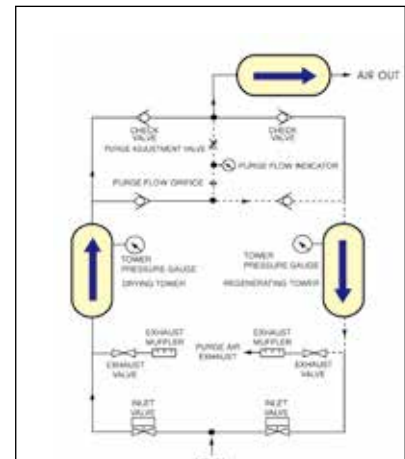 AIR OUT
CHECK
VALVE
CHECK
VALVE
PURGE ADJUSTMENT VALVE
PURGE FLOW INDICATOR
PURGE FLOW ORIFICE
TOWER
PRESSURE GAUGE
DRYING TOWER
TOWER
PRESSURE GAUGE
REGENERATING TOWER
EXHAUST
MUFFLER
EXHAUST
VALVE
PURGE AIR
EXHAUST
EXHAUST
MUFFLER
EXHAUST
VALVE
INLET
VALVE
INLET
VALVE